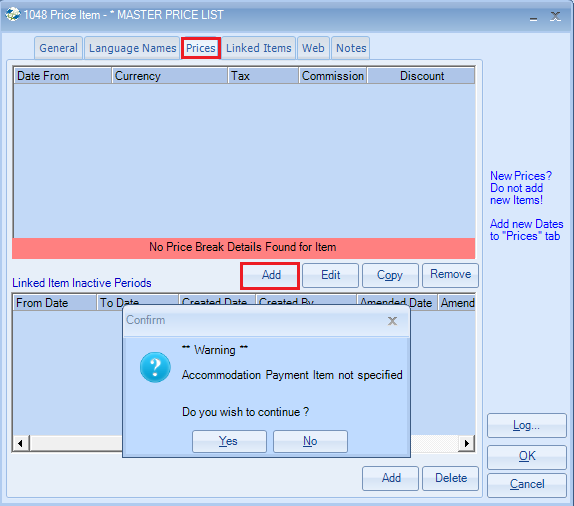 1048 Price Item - * MASTER PRICE LIST
General Language Names Prices Linked Items Web Notes
Date From Currency Tax Commission Discount
New Prices?
Do not add
new Items!
Add new Dates
to "Prices" tab
No Price Break Details Found for Item
Add Edit Copy Remove
Linked Item Inactive Periods
From Date To Date Created Date Created By Amended Date Amend
Confirm
** Warning **
Accommodation Payment Item not specified
Do you wish to continue ?
Yes No
Log...
OK
Add Delete Cancel